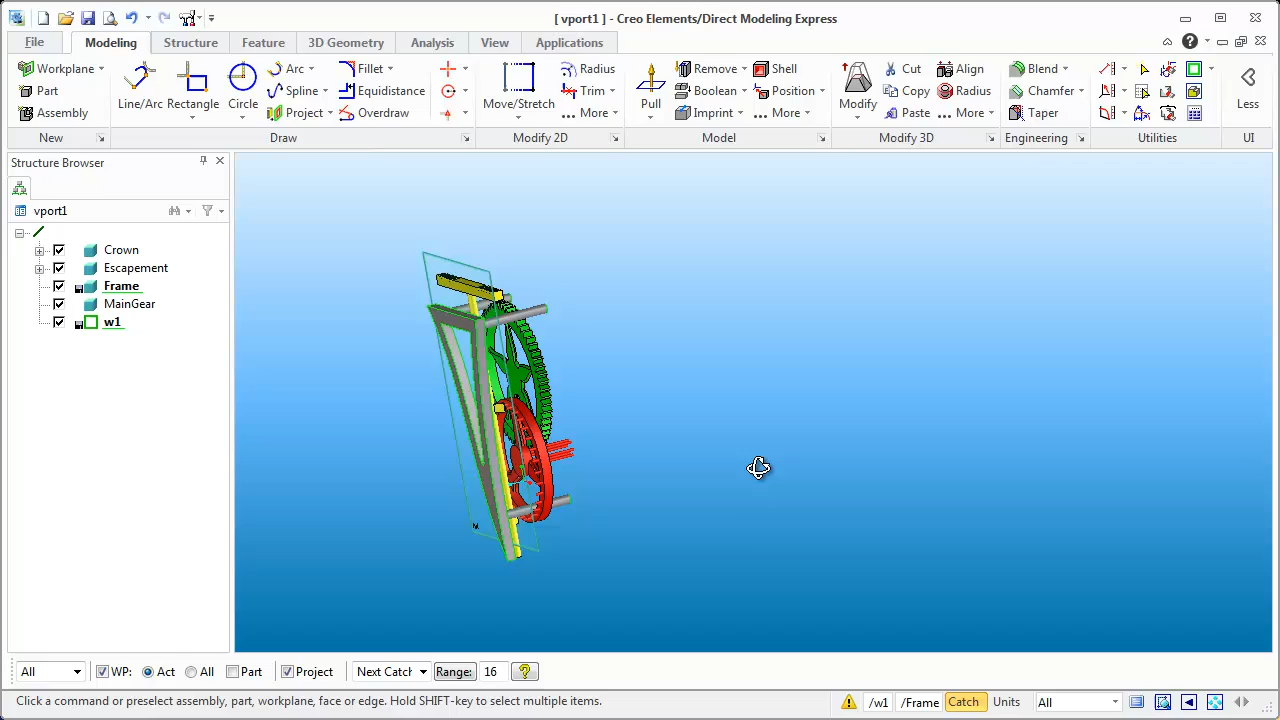 [ vport1 ] - Creo Elements/Direct Modeling Express
File Modeling Structure Feature 3D Geometry Analysis View Applications
Workplane Line/Arc Rectangle Circle Arc Fillet Move/Stretch Radius Pull Remove Shell Modify Cut Align Blend Less
Part Spline Equidistance Trim Boolean Position Copy Radius Chamfer
Assembly Project Overdraw ... More Imprint ... More Paste ... More Taper
New Draw Modify 2D Model Modify 3D Engineering Utilities UI
Structure Browser
vport1
Crown
Escapement
Frame
MainGear
w1
All WP: Act All Part Project Next Catch Range: 16
Click a command or preselect assembly, part, workplane, face or edge. Hold SHIFT-key to select multiple items. /w1 /Frame Catch Units All